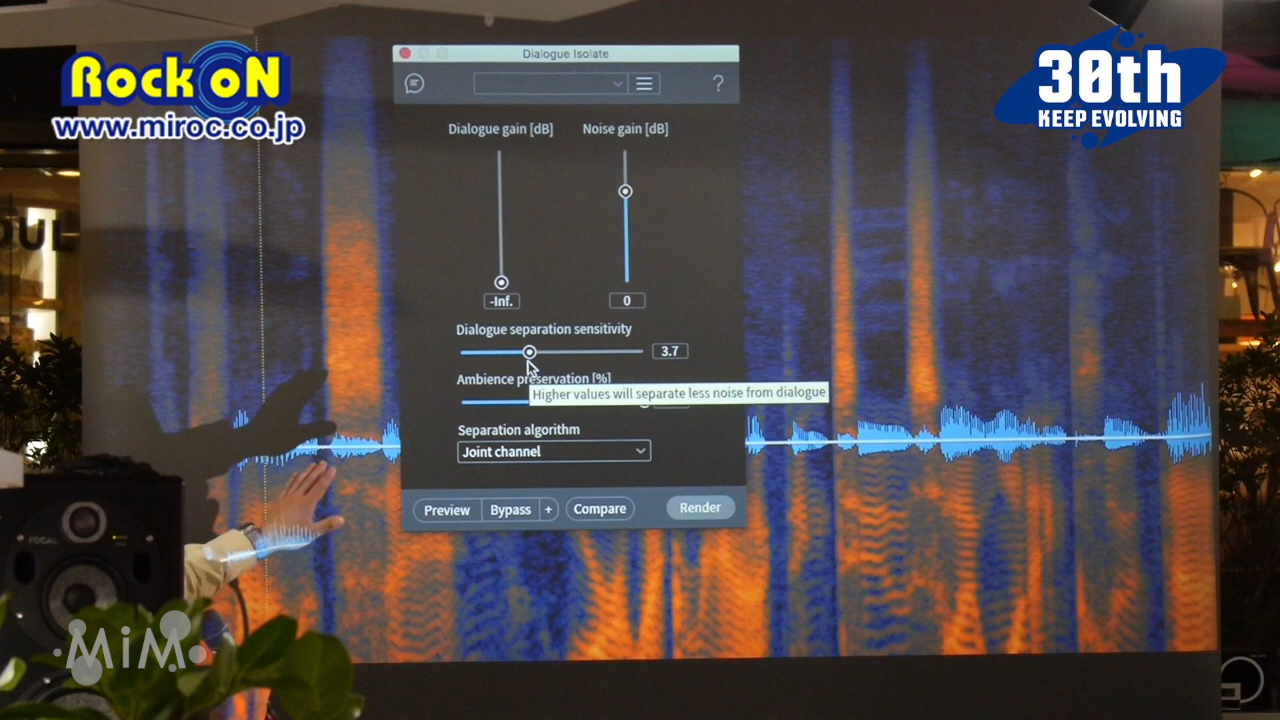 Rock oN
www.miroc.co.jp
30th
KEEP EVOLVING
Dialogue Isolate
?
Dialogue gain [dB]
Noise gain [dB]
-Inf.
0
Dialogue separation sensitivity
3.7
Ambience preservation [%]
Higher values will separate less noise from dialogue
Separation algorithm
Joint channel
Preview
Bypass
+
Compare
Render
FOCAL
MiM